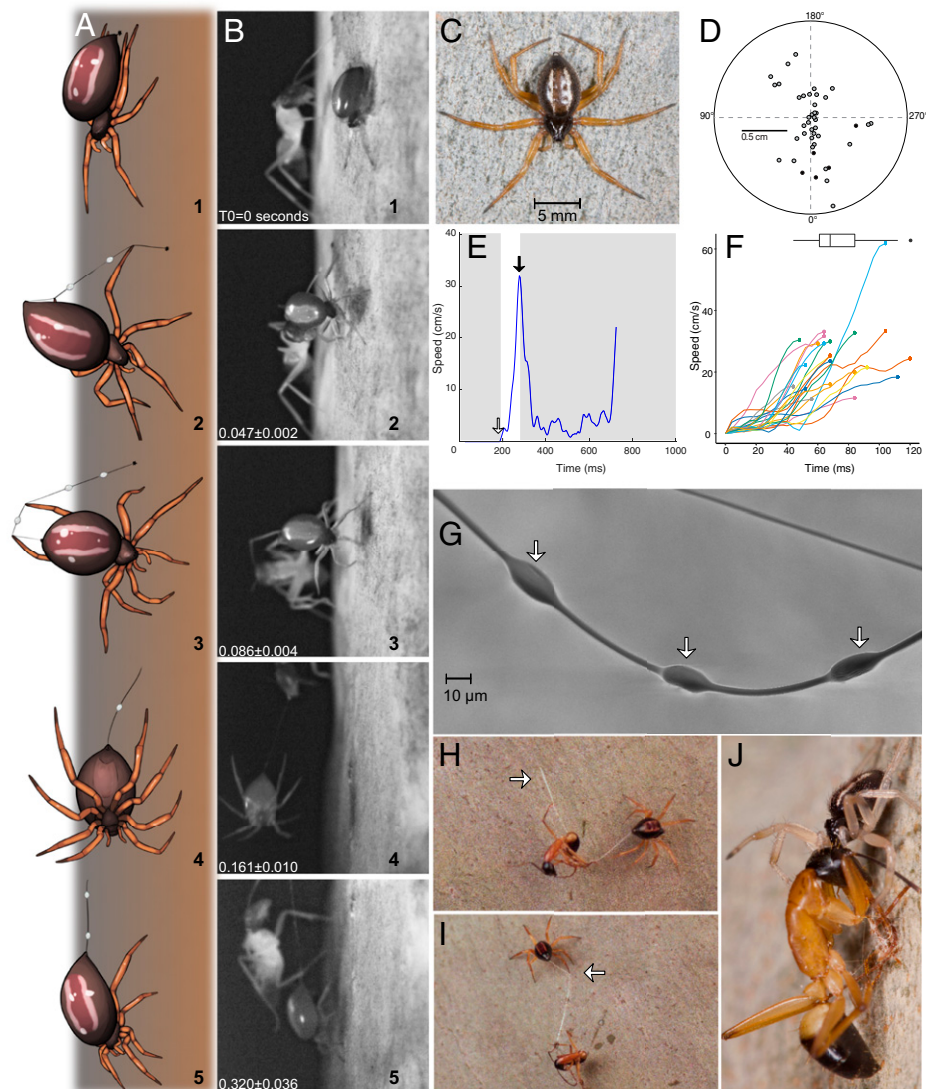 A
1
2
3
4
5
B
T0=0 seconds
1
0.047±0.002
2
0.086±0.004
3
0.161±0.010
4
0.320±0.036
5
C
5 mm
D
180°
90°
270°
0.5 cm
0°
E
40
30
20
10
Speed (cm/s)
0 200 400 600 800 1000
Time (ms)
F
60
40
20
0
Speed (cm/s)
0 20 40 60 80 100 120
Time (ms)
G
10 µm
H
I
J